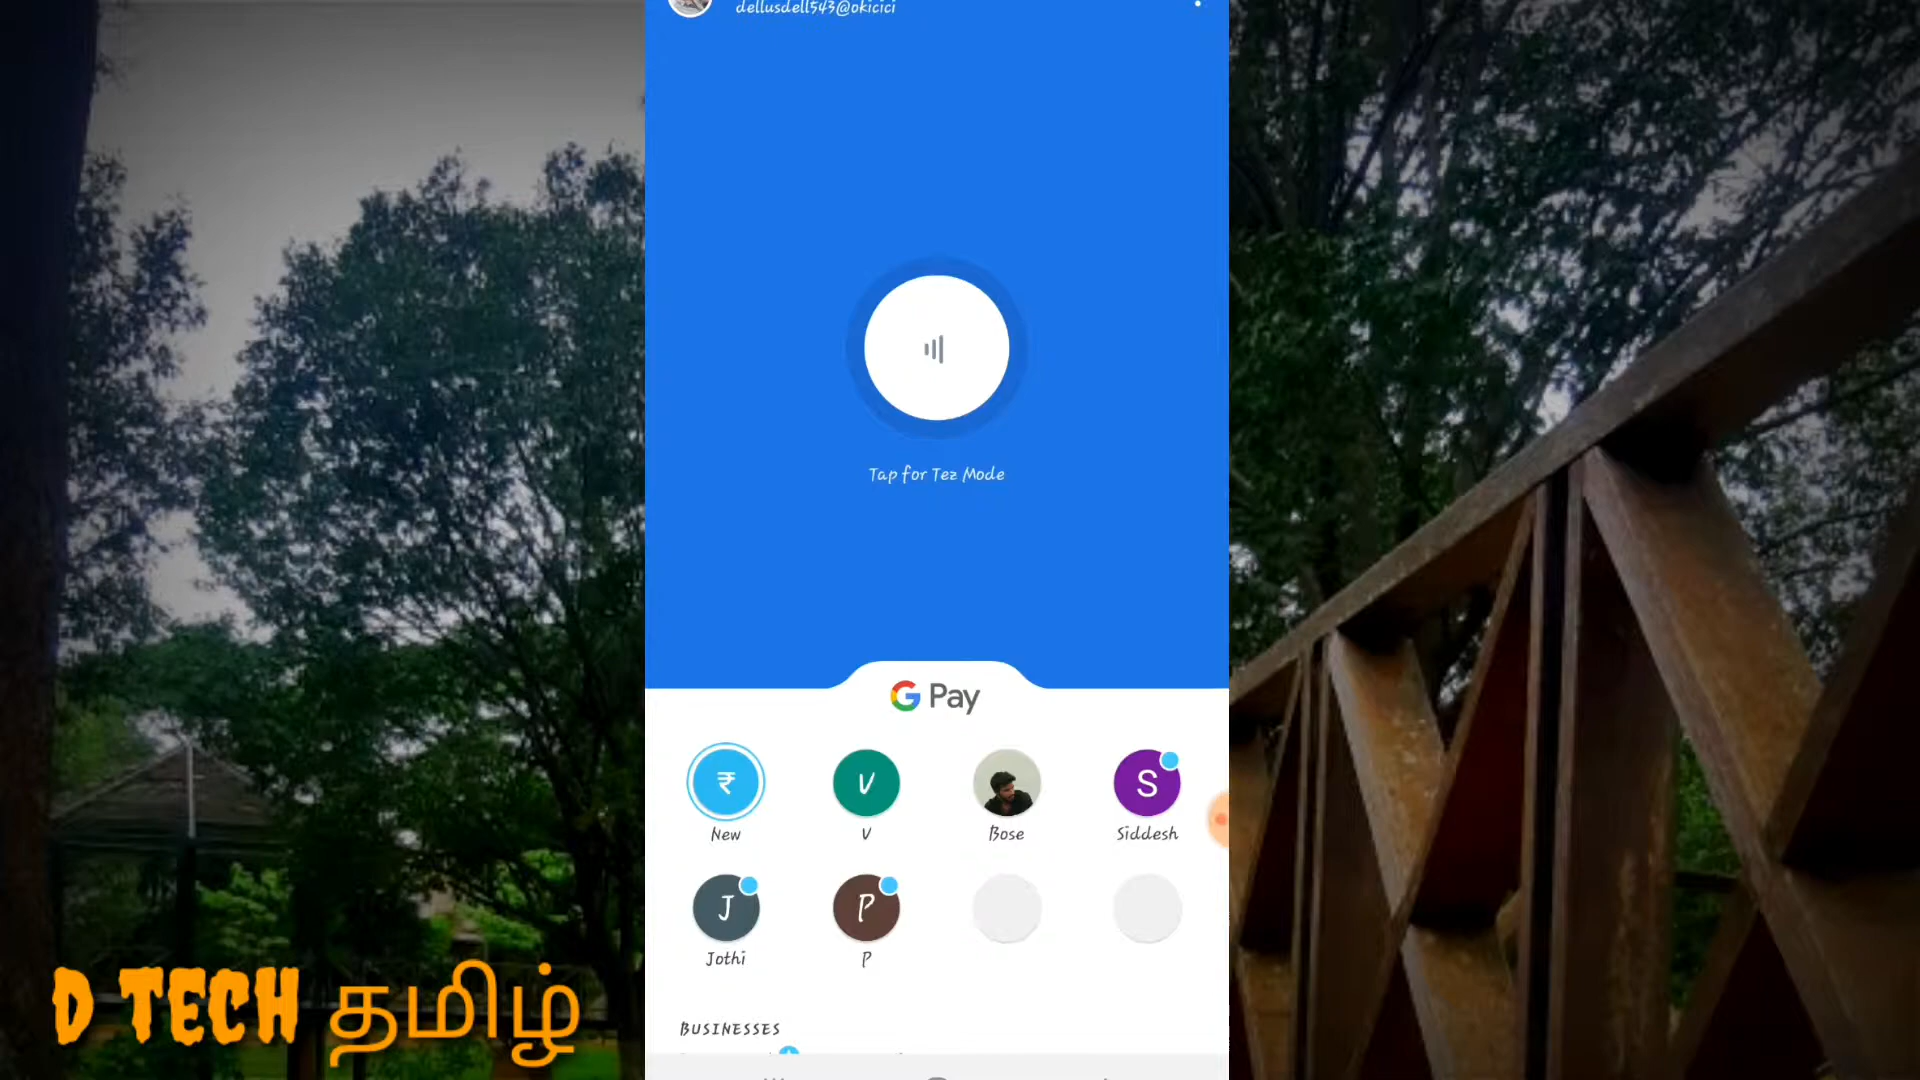 dellusdell543@okicici
Tap for Tez Mode
G Pay
₹
V
S
New
V
Bose
Siddesh
J
P
Jothi
P
BUSINESSES
D TECH தமிழ்